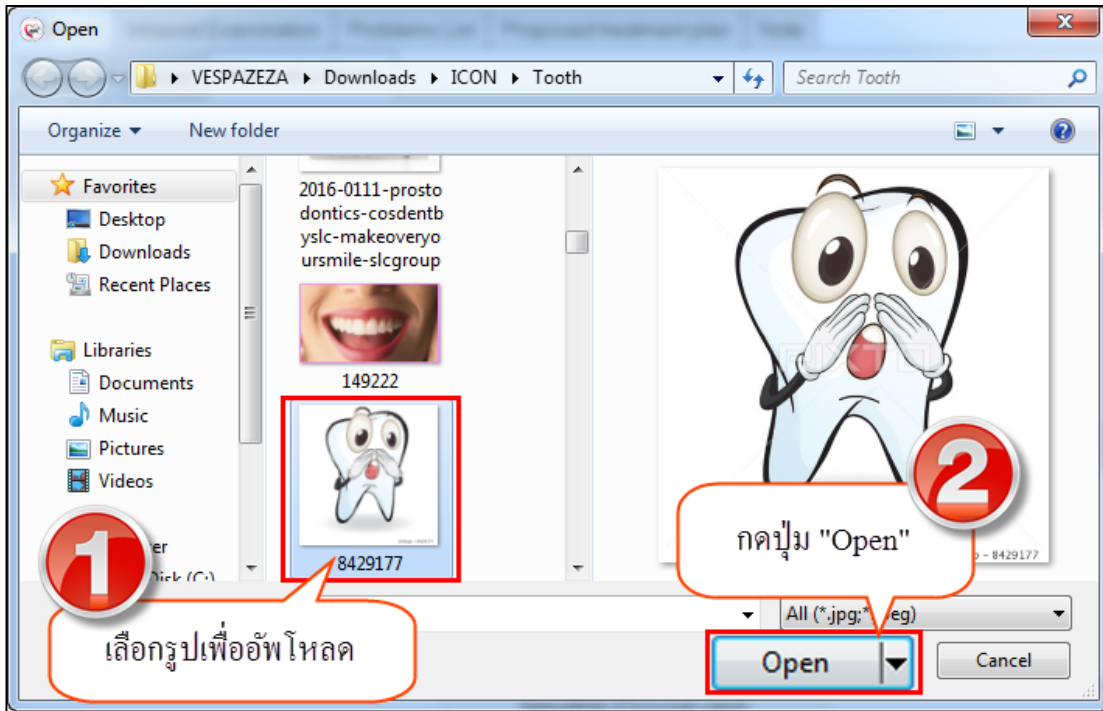 Open
VESPAZEZA
Downloads
ICON
Tooth
Search Tooth
Organize
New folder
Favorites
Desktop
Downloads
Recent Places
Libraries
Documents
Music
Pictures
Videos
2016-0111-prosto
dontics-cosdentb
yslc-makeoveryo
ursmile-slcgroup
149222
8429177
- 8429177
1
เลือกรูปเพื่ออัพโหลด
2
กดปุ่ม "Open"
All (*.jpg;*
Open
Cancel